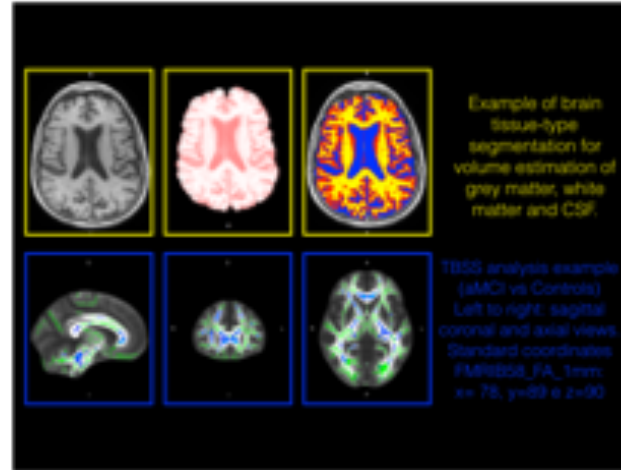 Example of brain
tissue-type
segmentation for
volume estimation of
grey matter, white
matter and CSF.
TBSS analysis example
(aMCI vs Controls)
Left to right: sagittal
coronal and axial views
Standard coordinates
FMRIB58_FA_1mm:
x= 78, y=89 e z=90